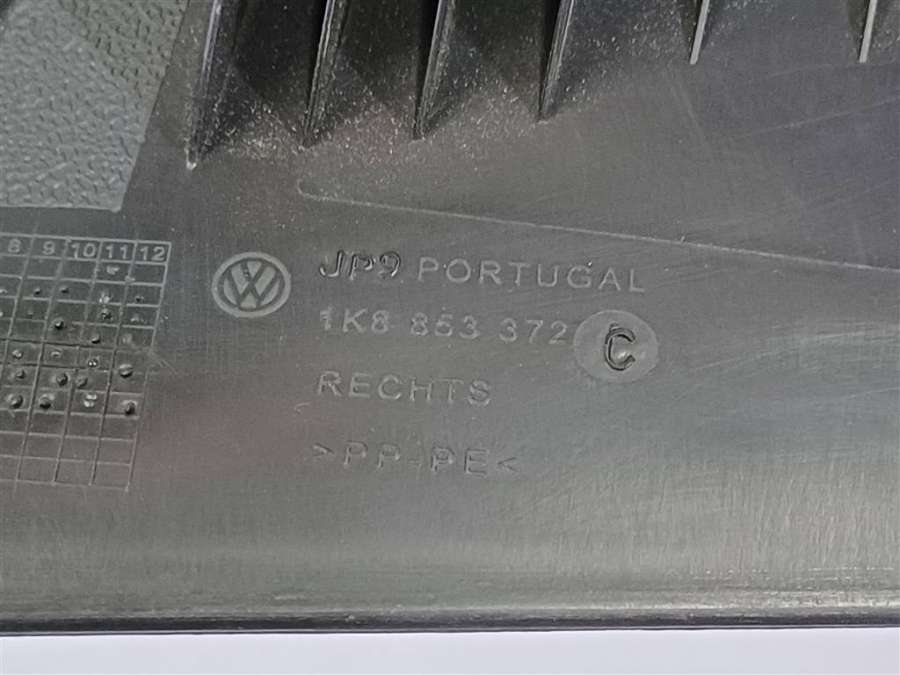 8 9 10 11 12
JP9 PORTUGAL
1K8 853 372 C
RECHTS
>PP-PE<